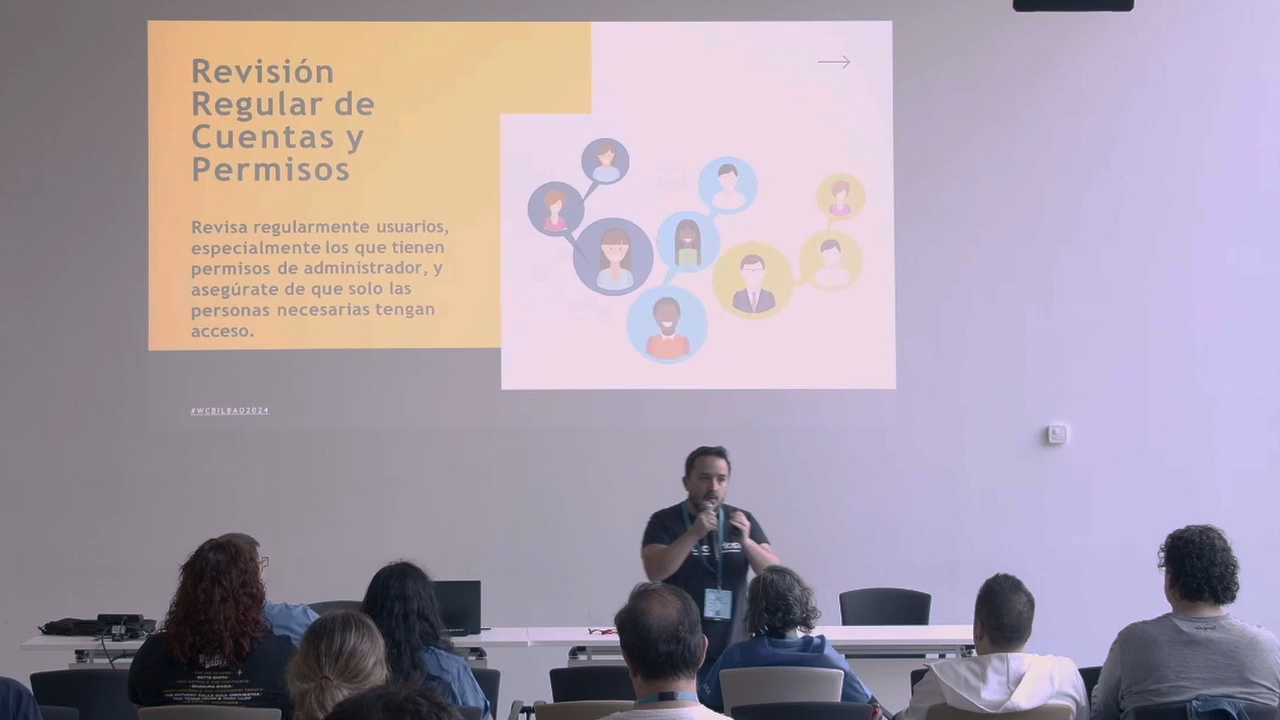 Revisión
Regular de
Cuentas y
Permisos
Revisa regularmente usuarios,
especialmente los que tienen
permisos de administrador, y
asegúrate de que solo las
personas necesarias tengan
acceso.
#WCBILBAO2024